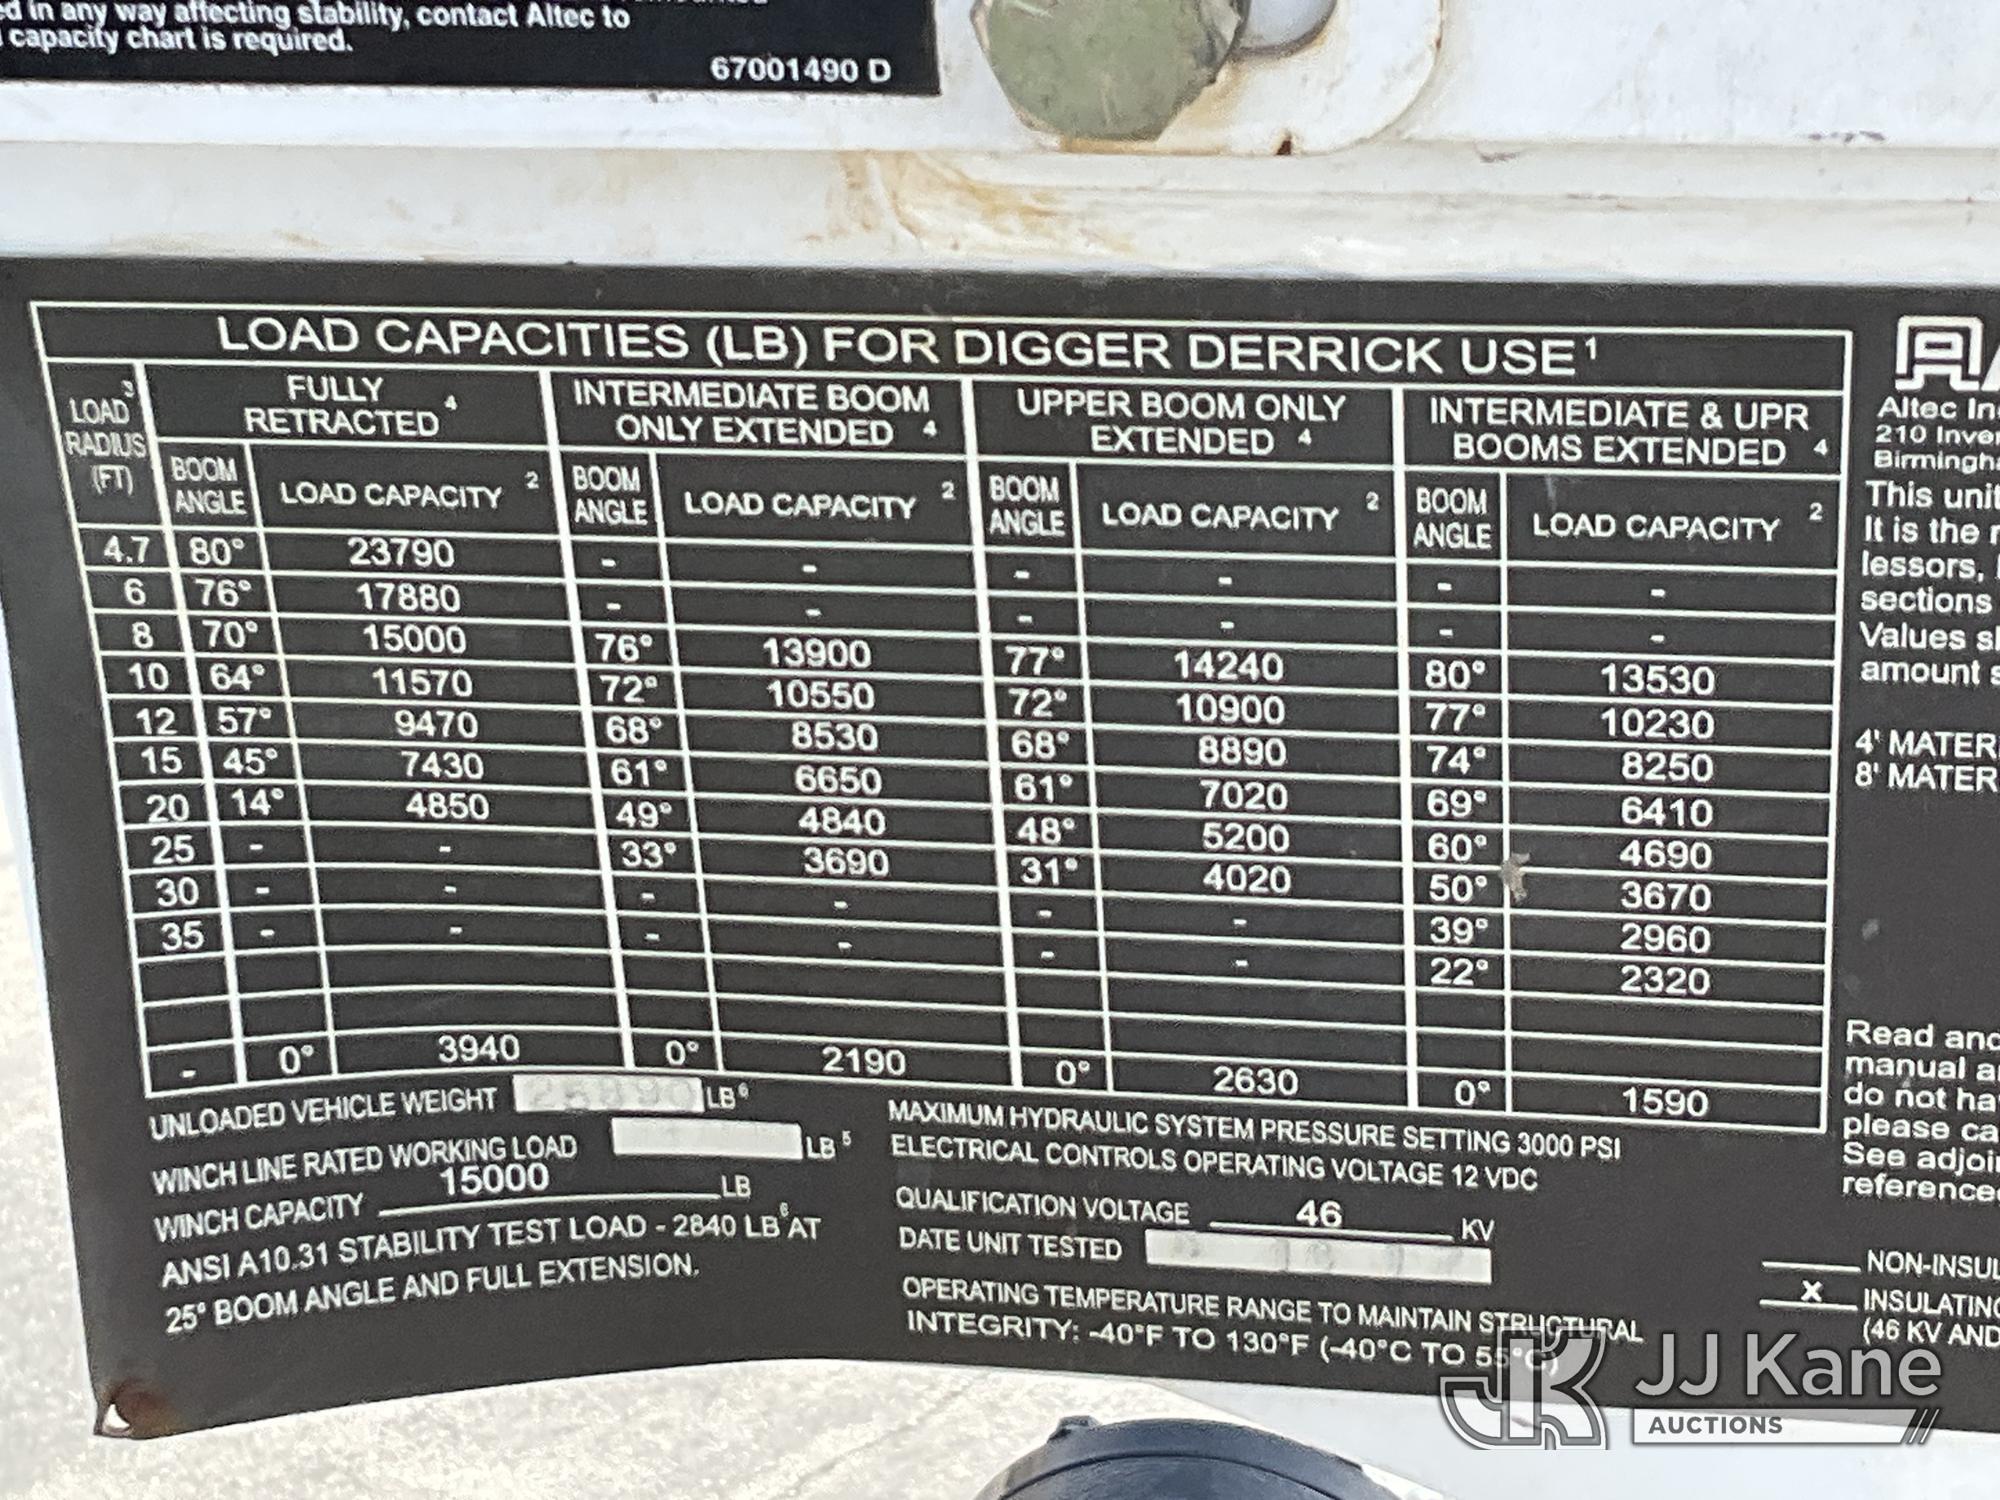 ed in any way affecting stability, contact Altec to
capacity chart is required.
67001490 D
LOAD CAPACITIES (LB) FOR DIGGER DERRICK USE 1
LOAD 3 RADIUS (FT)
FULLY RETRACTED 4
INTERMEDIATE BOOM ONLY EXTENDED 4
UPPER BOOM ONLY EXTENDED 4
INTERMEDIATE & UPR BOOMS EXTENDED 4
BOOM ANGLE LOAD CAPACITY 2 BOOM ANGLE LOAD CAPACITY 2 BOOM ANGLE LOAD CAPACITY 2 BOOM ANGLE LOAD CAPACITY 2
4.7 80° 23790 - - - - - -
6 76° 17880 - - - - - -
8 70° 15000 76° 13900 77° 14240 80° 13530
10 64° 11570 72° 10550 72° 10900 77° 10230
12 57° 9470 68° 8530 68° 8890 74° 8250
15 45° 7430 61° 6650 61° 7020 69° 6410
20 14° 4850 49° 4840 48° 5200 60° 4690
25 - - 33° 3690 31° 4020 50° 3670
30 - - - - - - 39° 2960
35 - - - - - - 22° 2320
- 0° 3940 0° 2190 0° 2630 0° 1590
UNLOADED VEHICLE WEIGHT 25890 LB 6
WINCH LINE RATED WORKING LOAD LB 5
WINCH CAPACITY 15000 LB
ANSI A10.31 STABILITY TEST LOAD - 2840 LB 6 AT
25° BOOM ANGLE AND FULL EXTENSION.
MAXIMUM HYDRAULIC SYSTEM PRESSURE SETTING 3000 PSI
ELECTRICAL CONTROLS OPERATING VOLTAGE 12 VDC
QUALIFICATION VOLTAGE 46 KV
DATE UNIT TESTED
OPERATING TEMPERATURE RANGE TO MAINTAIN STRUCTURAL
INTEGRITY: -40°F TO 130°F (-40°C TO 55°C)
Altec In
210 Inver
Birmingha
This unit
It is the
lessors,
sections
Values
amount
4' MATER
8' MATER
Read and
manual
do not ha
please ca
See adjoi
reference
NON-INSUL
X INSULATING
(46 KV AND
JK JJ Kane
AUCTIONS